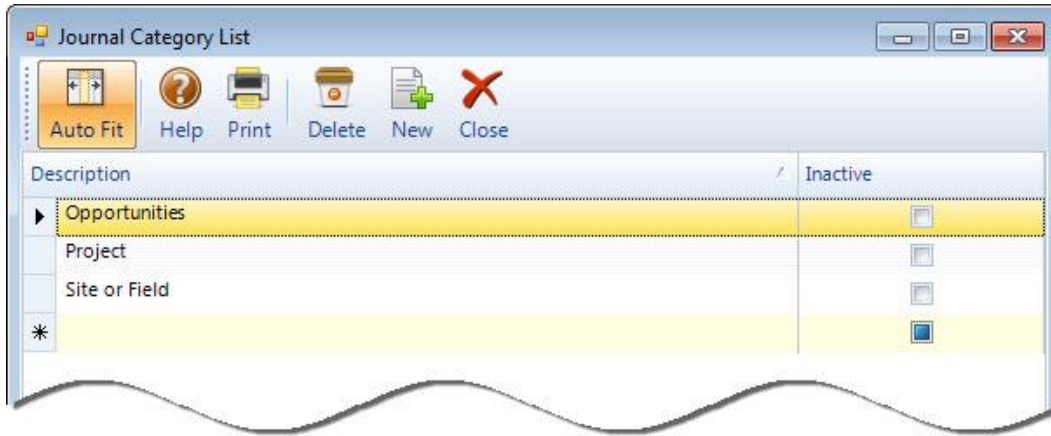 Journal Category List
Auto Fit Help Print Delete New Close
Description Inactive
Opportunities
Project
Site or Field